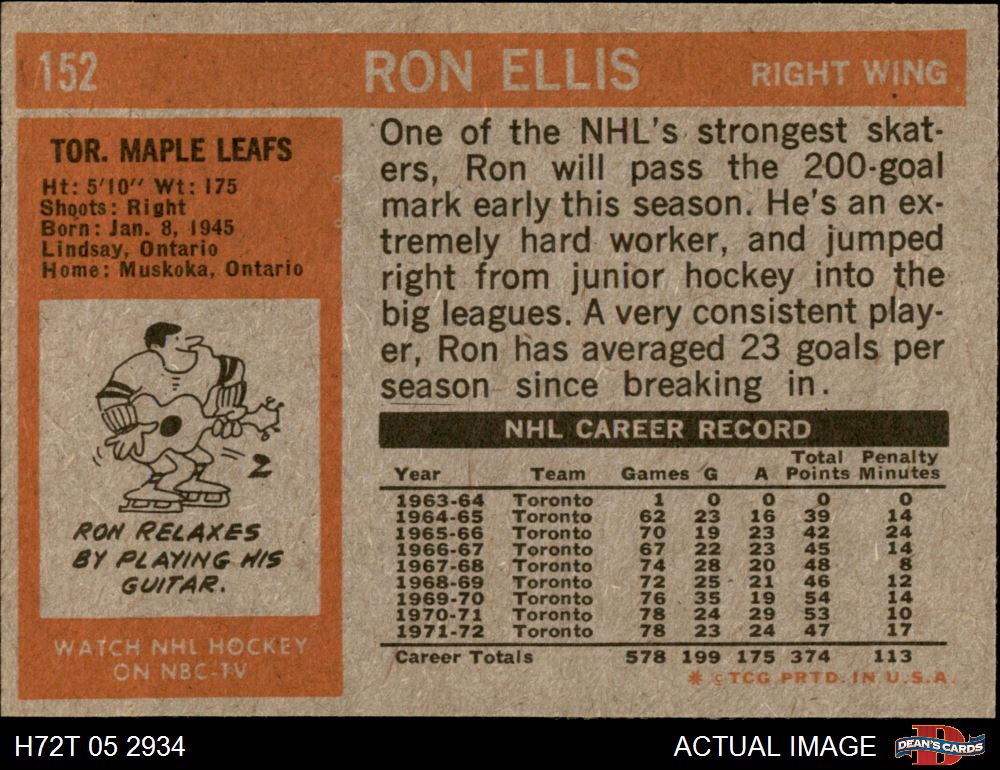 152 RON ELLIS RIGHT WING
TOR. MAPLE LEAFS
Ht: 5'10″ Wt: 175
Shoots: Right
Born: Jan. 8, 1945
Lindsay, Ontario
Home: Muskoka, Ontario
2
RON RELAXES
BY PLAYING HIS
GUITAR.
WATCH NHL HOCKEY
ON NBC-TV
One of the NHL's strongest skat-
ers, Ron will pass the 200-goal
mark early this season. He's an ex-
tremely hard worker, and jumped
right from junior hockey into the
big leagues. A very consistent play-
er, Ron has averaged 23 goals per
season since breaking in.
NHL CAREER RECORD
Year Team Games G A Total Points Penalty Minutes
1963-64 Toronto 1 0 0 0 0
1964-65 Toronto 62 23 16 39 14
1965-66 Toronto 70 19 23 42 24
1966-67 Toronto 67 22 23 45 14
1967-68 Toronto 74 28 20 48 8
1968-69 Toronto 72 25 21 46 12
1969-70 Toronto 76 35 19 54 14
1970-71 Toronto 78 24 29 53 10
1971-72 Toronto 78 23 24 47 17
Career Totals 578 199 175 374 113
* © TCG PRTD. IN U.S.A.
H72T 05 2934 ACTUAL IMAGE
D
DEAN'S CARDS